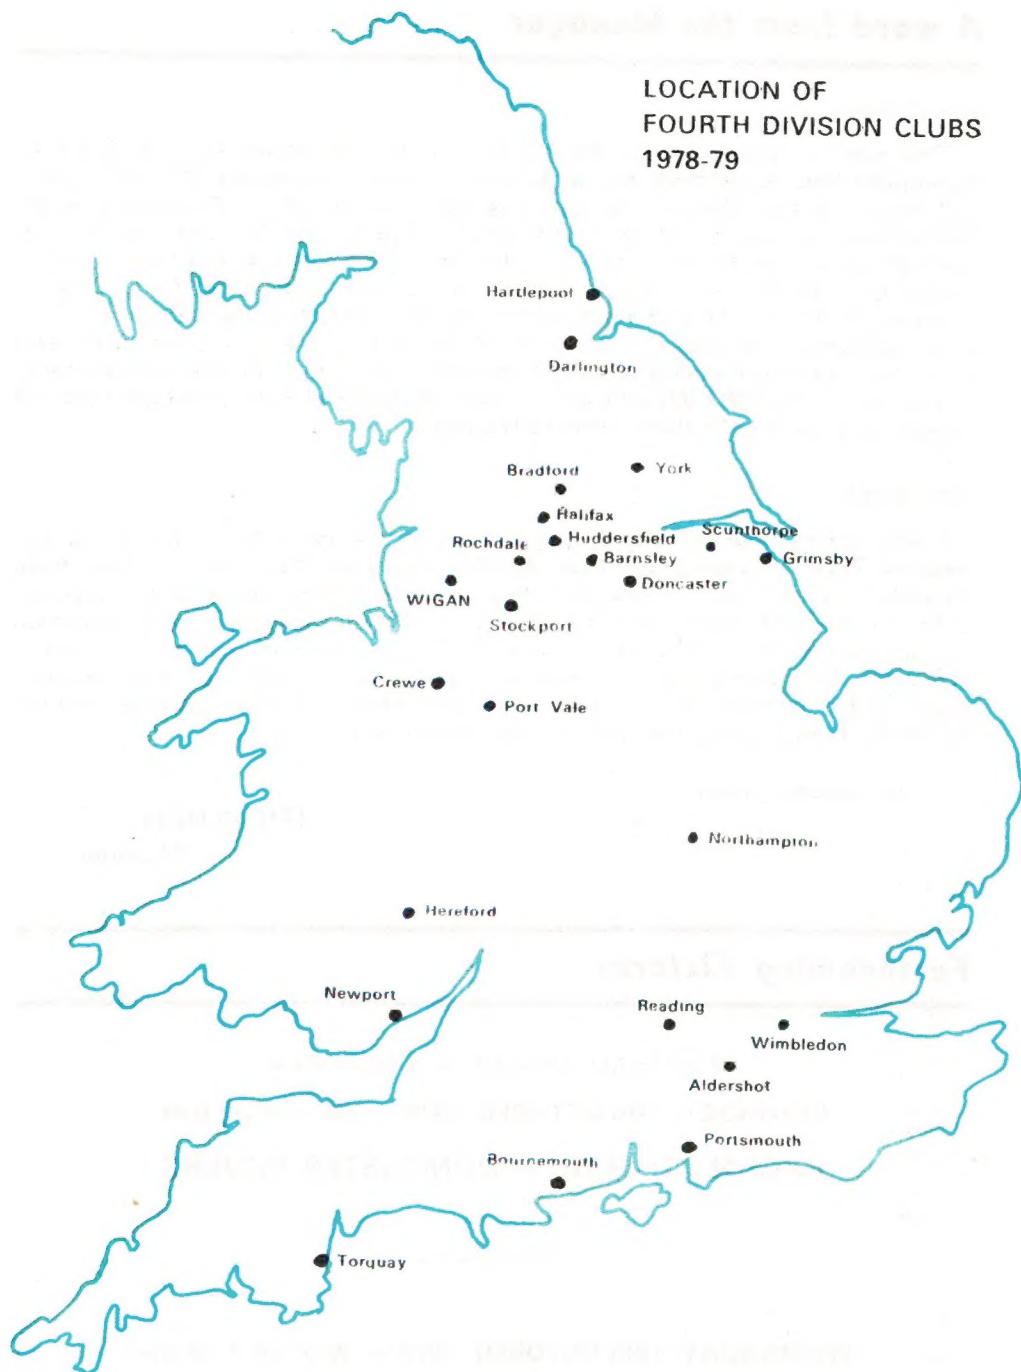 LOCATION OF
FOURTH DIVISION CLUBS
1978-79
Hartlepool
Darlington
York
Bradford
Halifax
Huddersfield
Scunthorpe
Rochdale
Barnsley
Grimsby
Doncaster
WIGAN
Stockport
Crewe
Port Vale
Northampton
Hereford
Newport
Reading
Wimbledon
Aldershot
Portsmouth
Bournemouth
Torquay